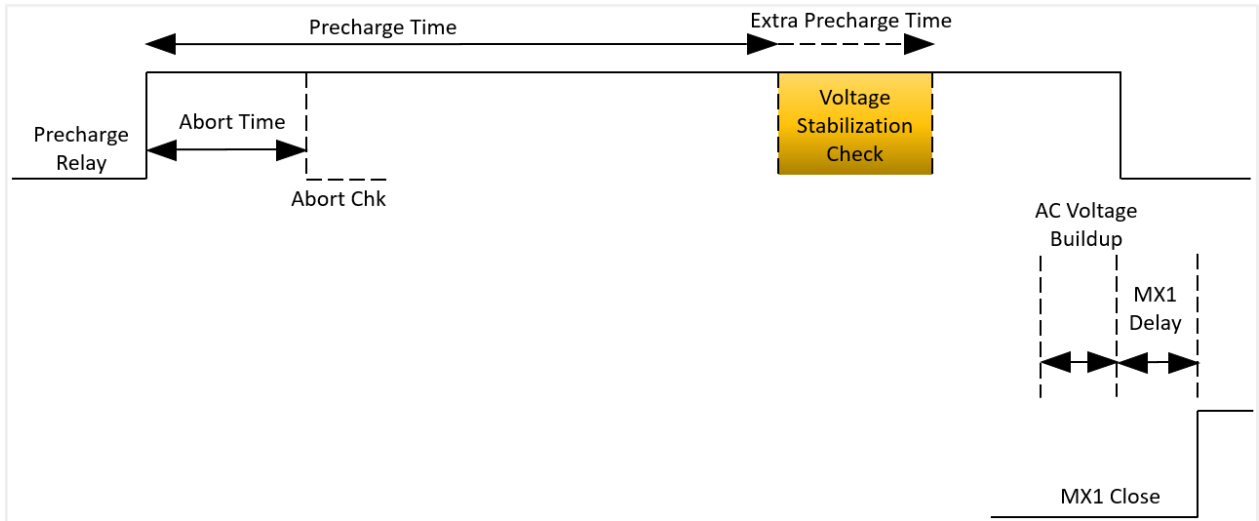 Precharge Time
Extra Precharge Time
Precharge
Relay
Abort Time
Voltage
Stabilization
Check
Abort Chk
AC Voltage
Buildup
MX1
Delay
MX1 Close